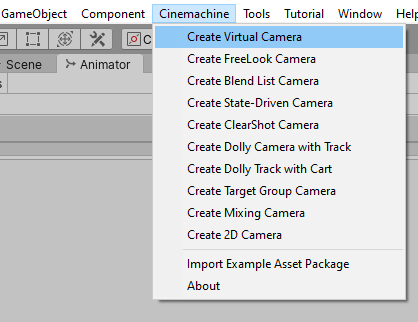 GameObject Component Cinemachine Tools Tutorial Window
Scene Animator
Create Virtual Camera
Create FreeLook Camera
Create Blend List Camera
Create State-Driven Camera
Create ClearShot Camera
Create Dolly Camera with Track
Create Dolly Track with Cart
Create Target Group Camera
Create Mixing Camera
Create 2D Camera
Import Example Asset Package
About